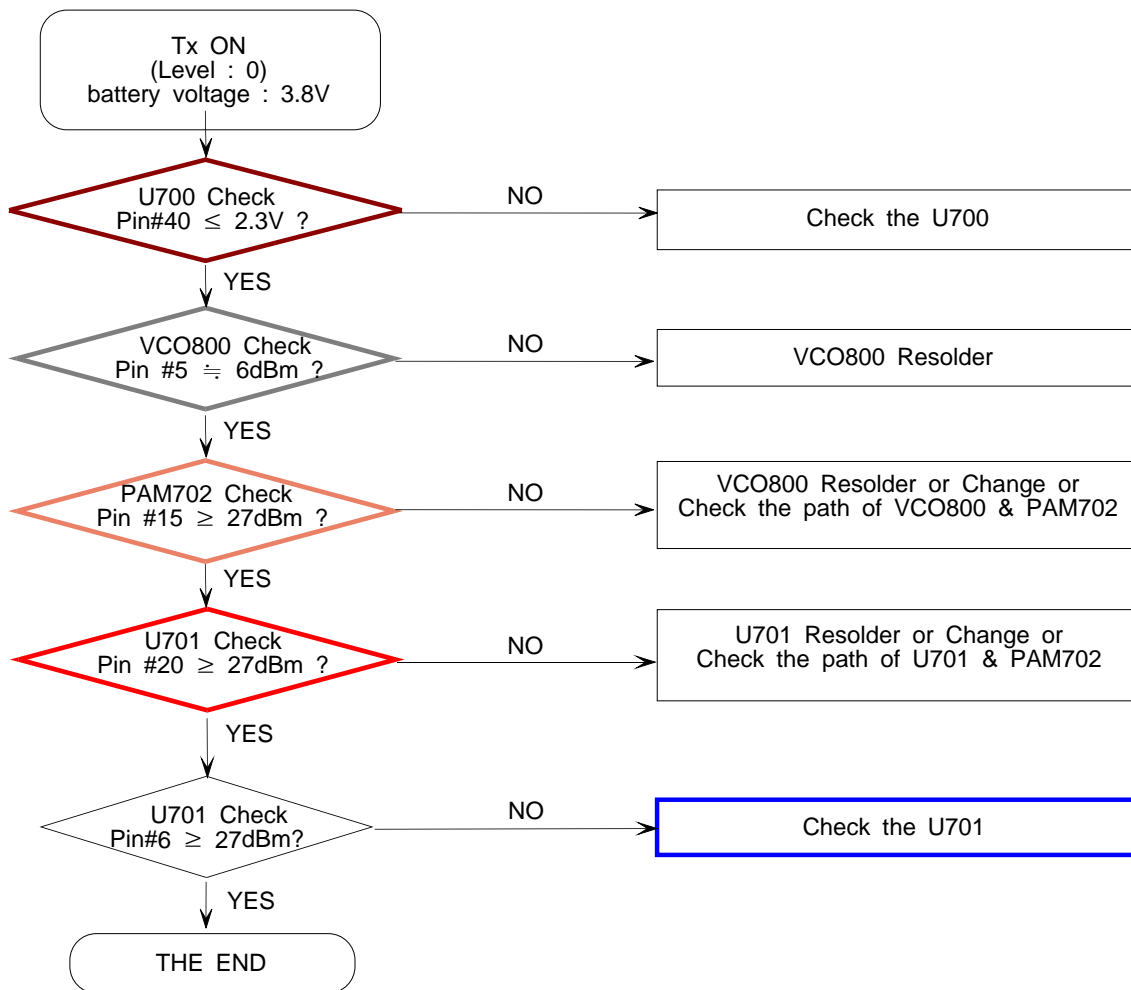 Tx ON
(Level : 0)
battery voltage : 3.8V
U700 Check
Pin#40 ≤ 2.3V ?
NO
Check the U700
YES
VCO800 Check
Pin #5 ≒ 6dBm ?
NO
VCO800 Resolder
YES
PAM702 Check
Pin #15 ≥ 27dBm ?
NO
VCO800 Resolder or Change or
Check the path of VCO800 & PAM702
YES
U701 Check
Pin #20 ≥ 27dBm ?
NO
U701 Resolder or Change or
Check the path of U701 & PAM702
YES
U701 Check
Pin#6 ≥ 27dBm?
NO
Check the U701
YES
THE END